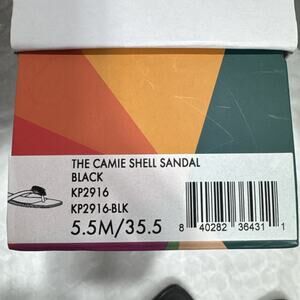 THE CAMIE SHELL SANDAL
BLACK
KP2916
KP2916-BLK
5.5M/35.5
8 40282 36431 1